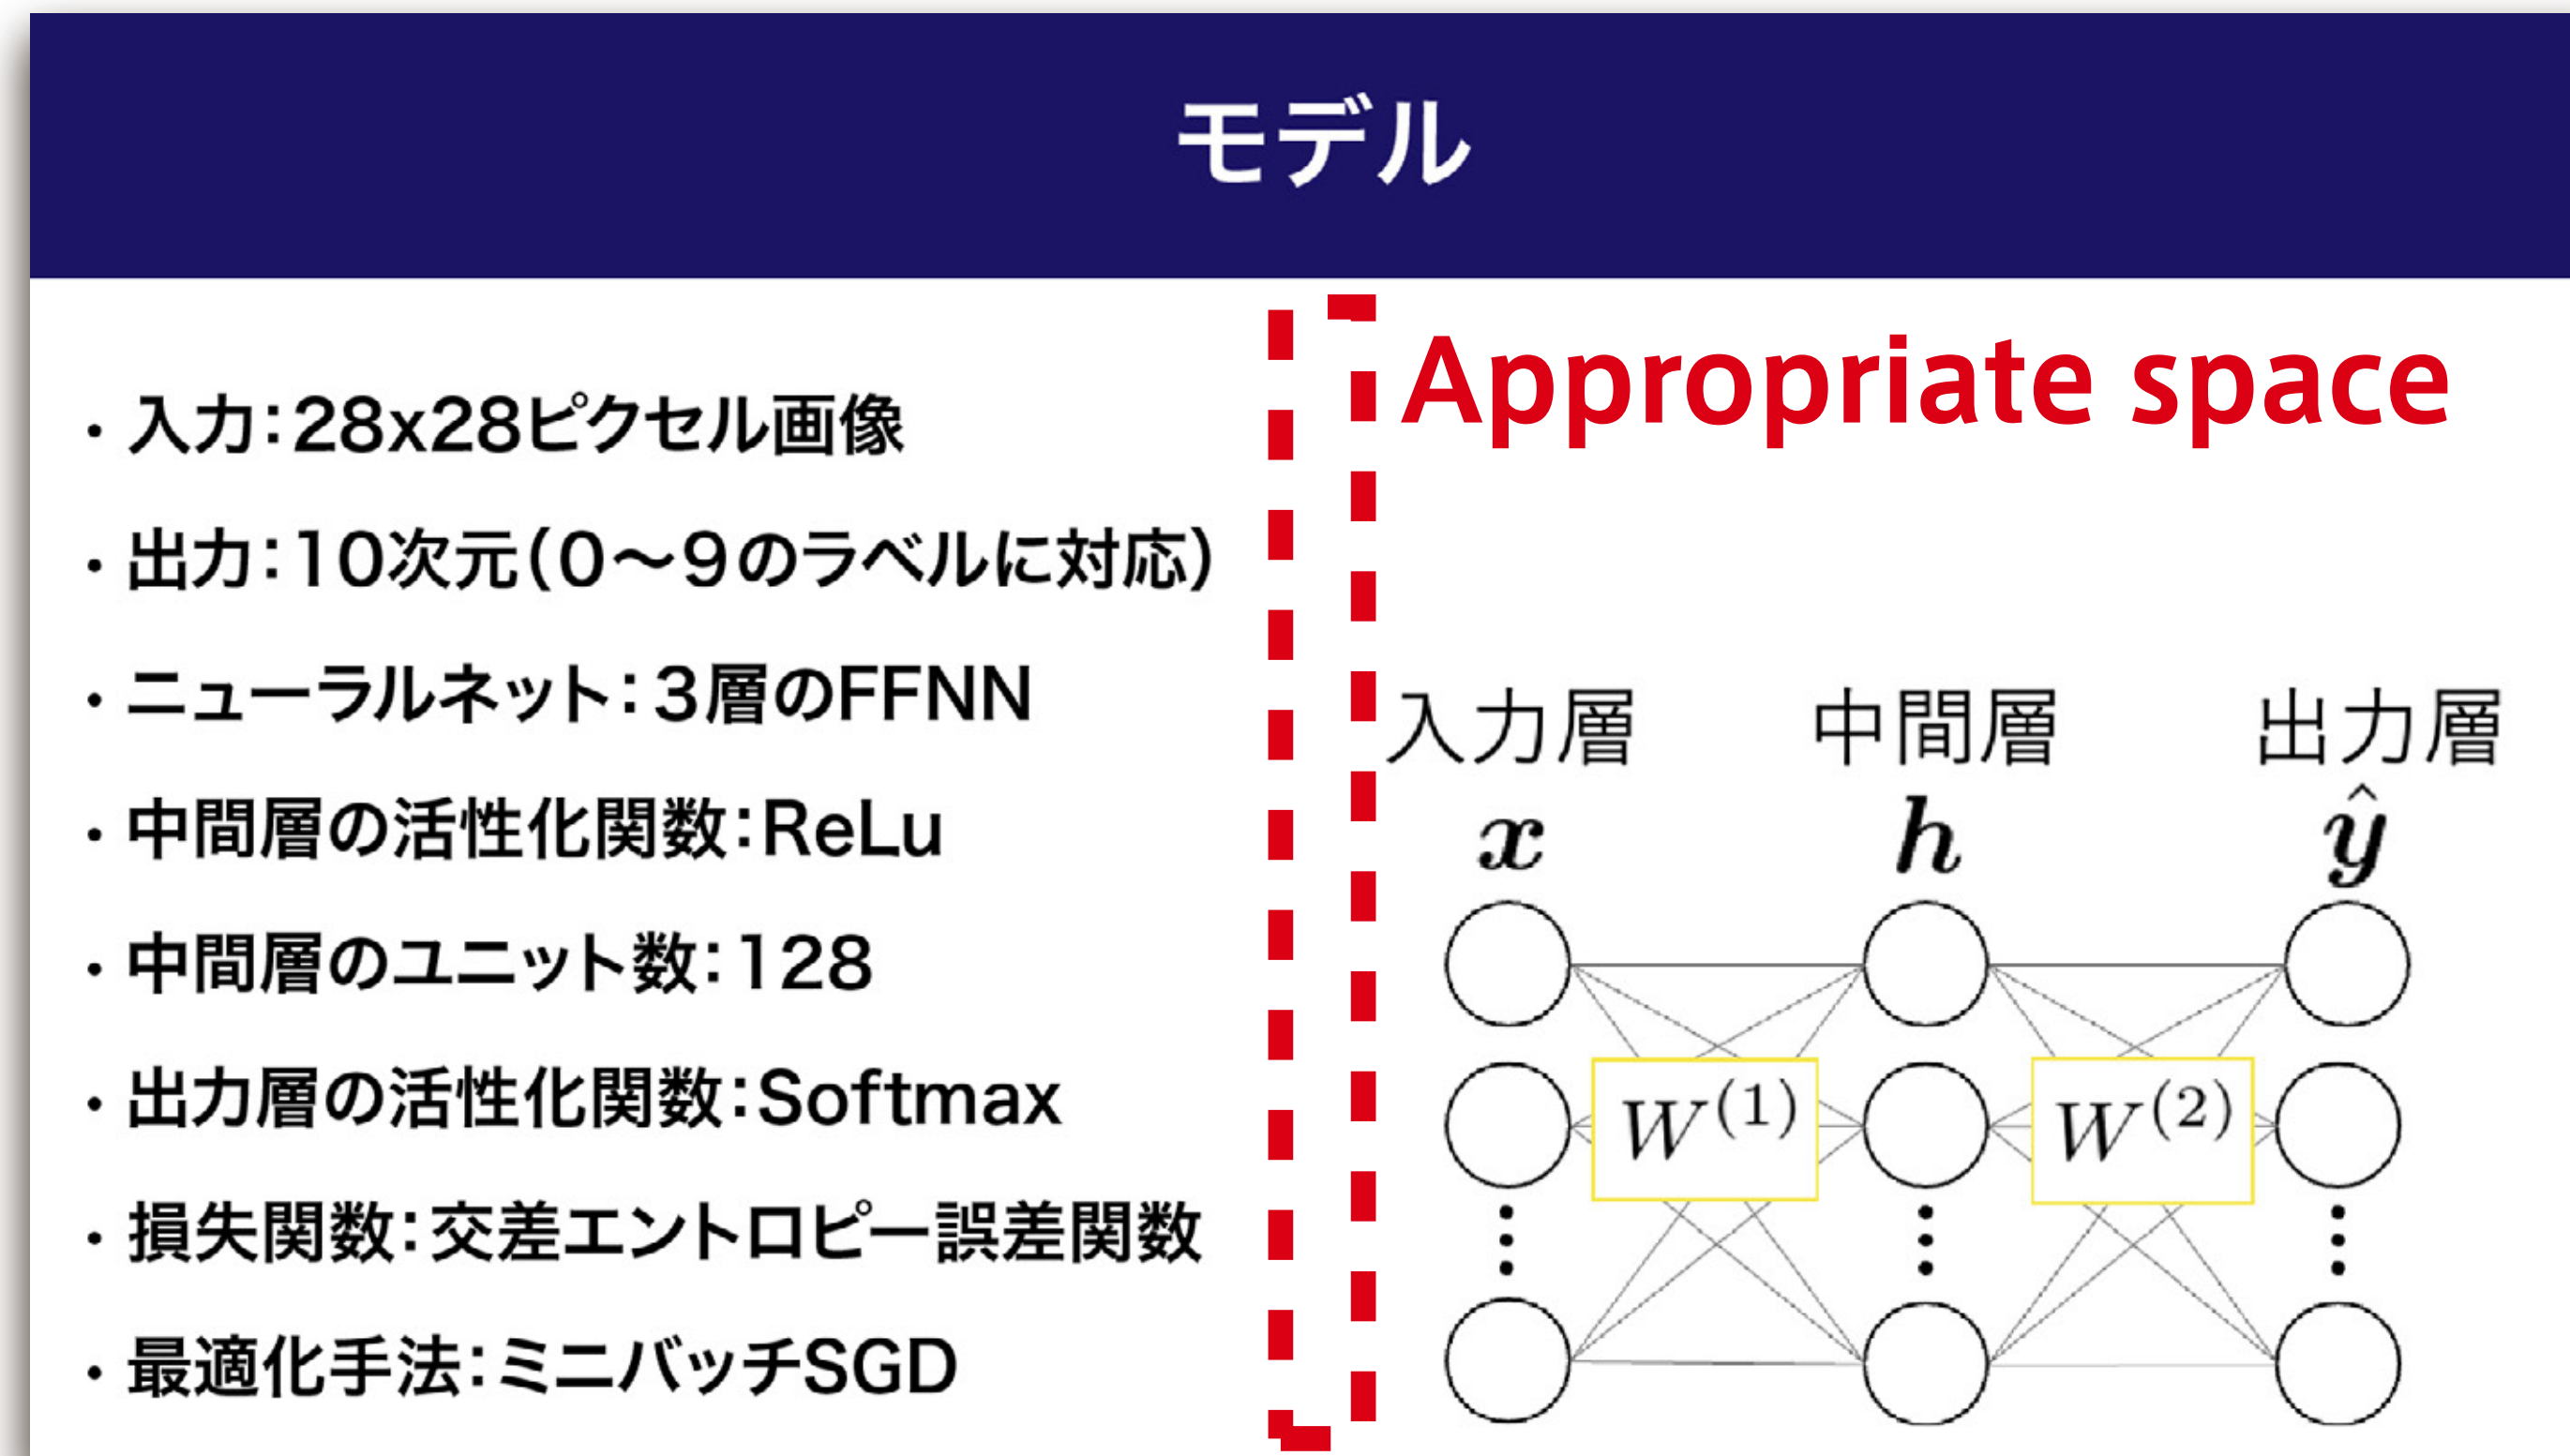 モデル
・入力：28x28ピクセル画像
・出力：10次元（0〜9のラベルに対応）
・ニューラルネット：3層のFFNN
・中間層の活性化関数：ReLu
・中間層のユニット数：128
・出力層の活性化関数：Softmax
・損失関数：交差エントロピー誤差関数
・最適化手法：ミニバッチSGD
Appropriate space
入力層 中間層 出力層
x h ŷ
W^(1) W^(2)